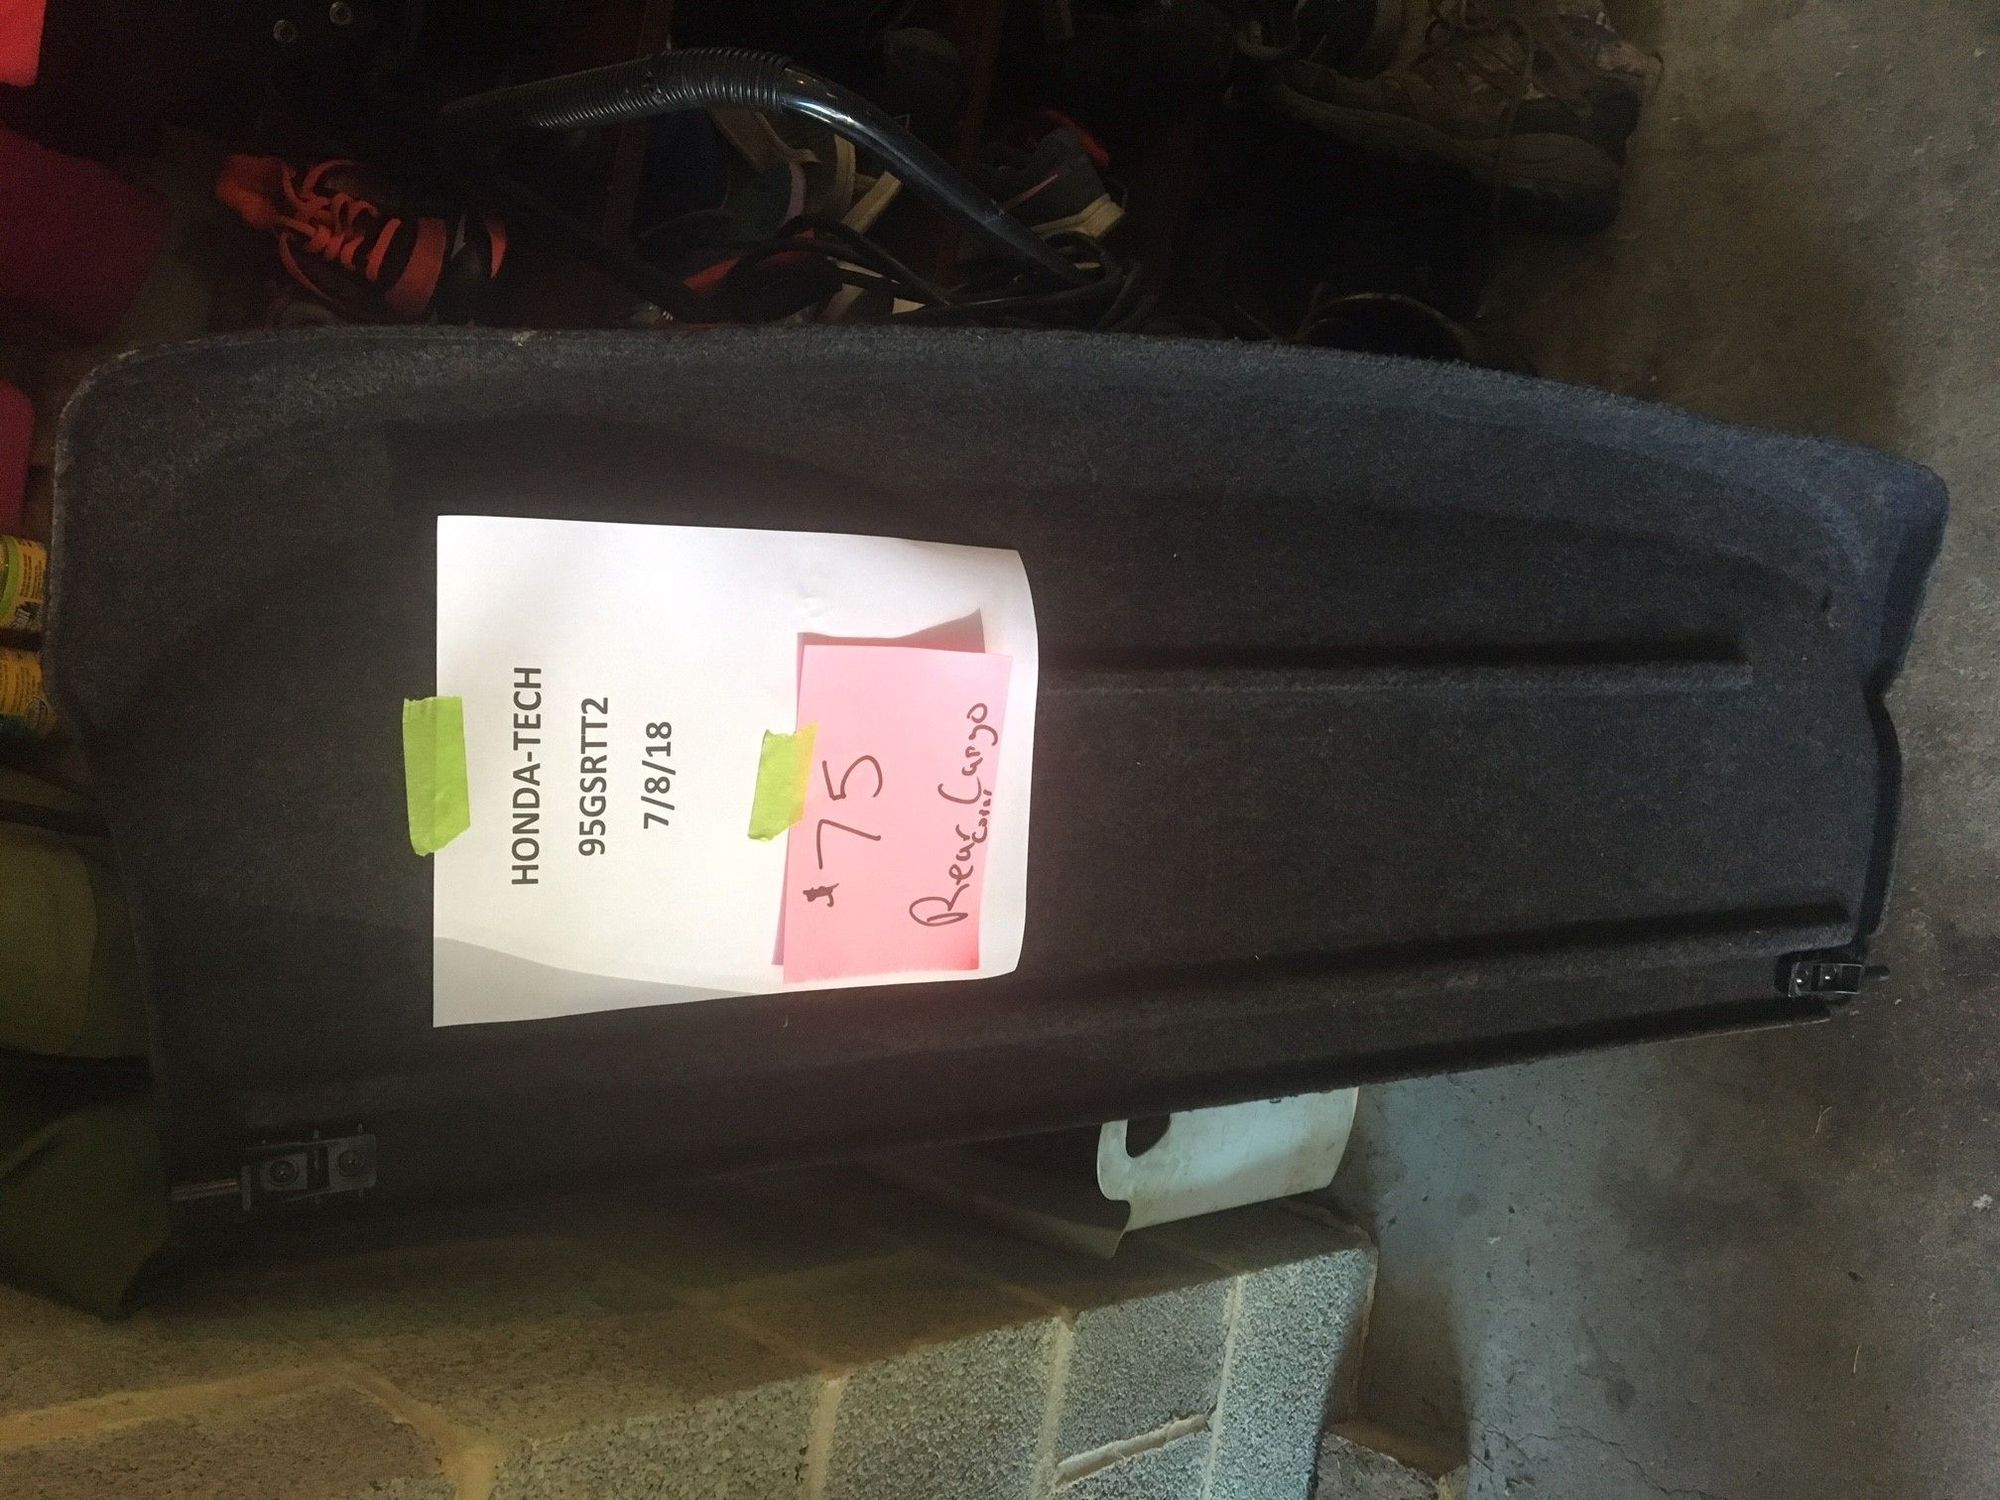 HONDA-TECH
95GSRTT2
7/8/18
$75
Rear Cargo